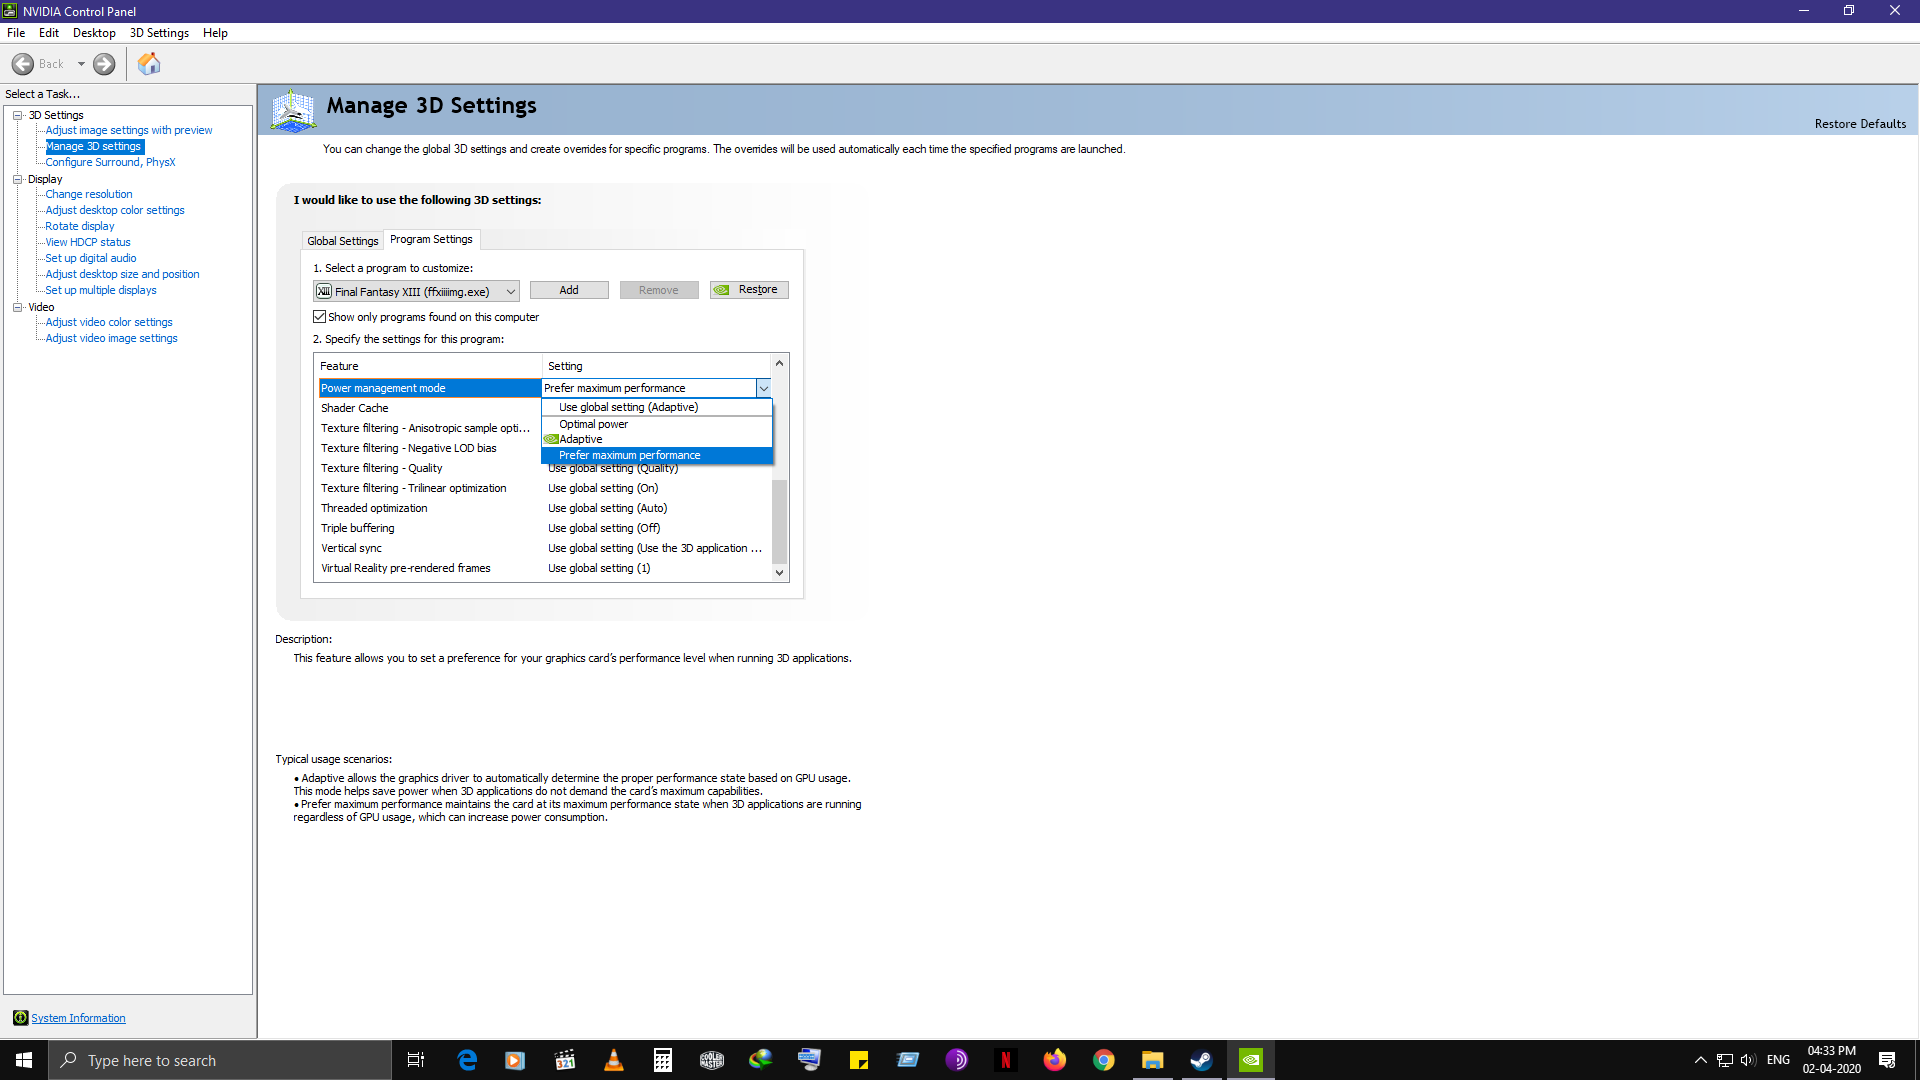 NVIDIA Control Panel
File Edit Desktop 3D Settings Help
Back
Select a Task...
3D Settings
Adjust image settings with preview
Manage 3D settings
Configure Surround, PhysX
Display
Change resolution
Adjust desktop color settings
Rotate display
View HDCP status
Set up digital audio
Adjust desktop size and position
Set up multiple displays
Video
Adjust video color settings
Adjust video image settings
System Information
Manage 3D Settings
Restore Defaults
You can change the global 3D settings and create overrides for specific programs. The overrides will be used automatically each time the specified programs are launched.
I would like to use the following 3D settings:
Global Settings Program Settings
1. Select a program to customize:
XIII Final Fantasy XIII (ffxiiiimg.exe) Add Remove Restore
Show only programs found on this computer
2. Specify the settings for this program:
Feature Setting
Power management mode Prefer maximum performance
Use global setting (Adaptive)
Optimal power
Adaptive
Prefer maximum performance
Shader Cache
Texture filtering - Anisotropic sample opti...
Texture filtering - Negative LOD bias
Texture filtering - Quality Use global setting (Quality)
Texture filtering - Trilinear optimization Use global setting (On)
Threaded optimization Use global setting (Auto)
Triple buffering Use global setting (Off)
Vertical sync Use global setting (Use the 3D application ...
Virtual Reality pre-rendered frames Use global setting (1)
Description:
This feature allows you to set a preference for your graphics card's performance level when running 3D applications.
Typical usage scenarios:
• Adaptive allows the graphics driver to automatically determine the proper performance state based on GPU usage.
This mode helps save power when 3D applications do not demand the card's maximum capabilities.
• Prefer maximum performance maintains the card at its maximum performance state when 3D applications are running
regardless of GPU usage, which can increase power consumption.
Type here to search
321
COOLER MASTER
N
ENG
04:33 PM
02-04-2020